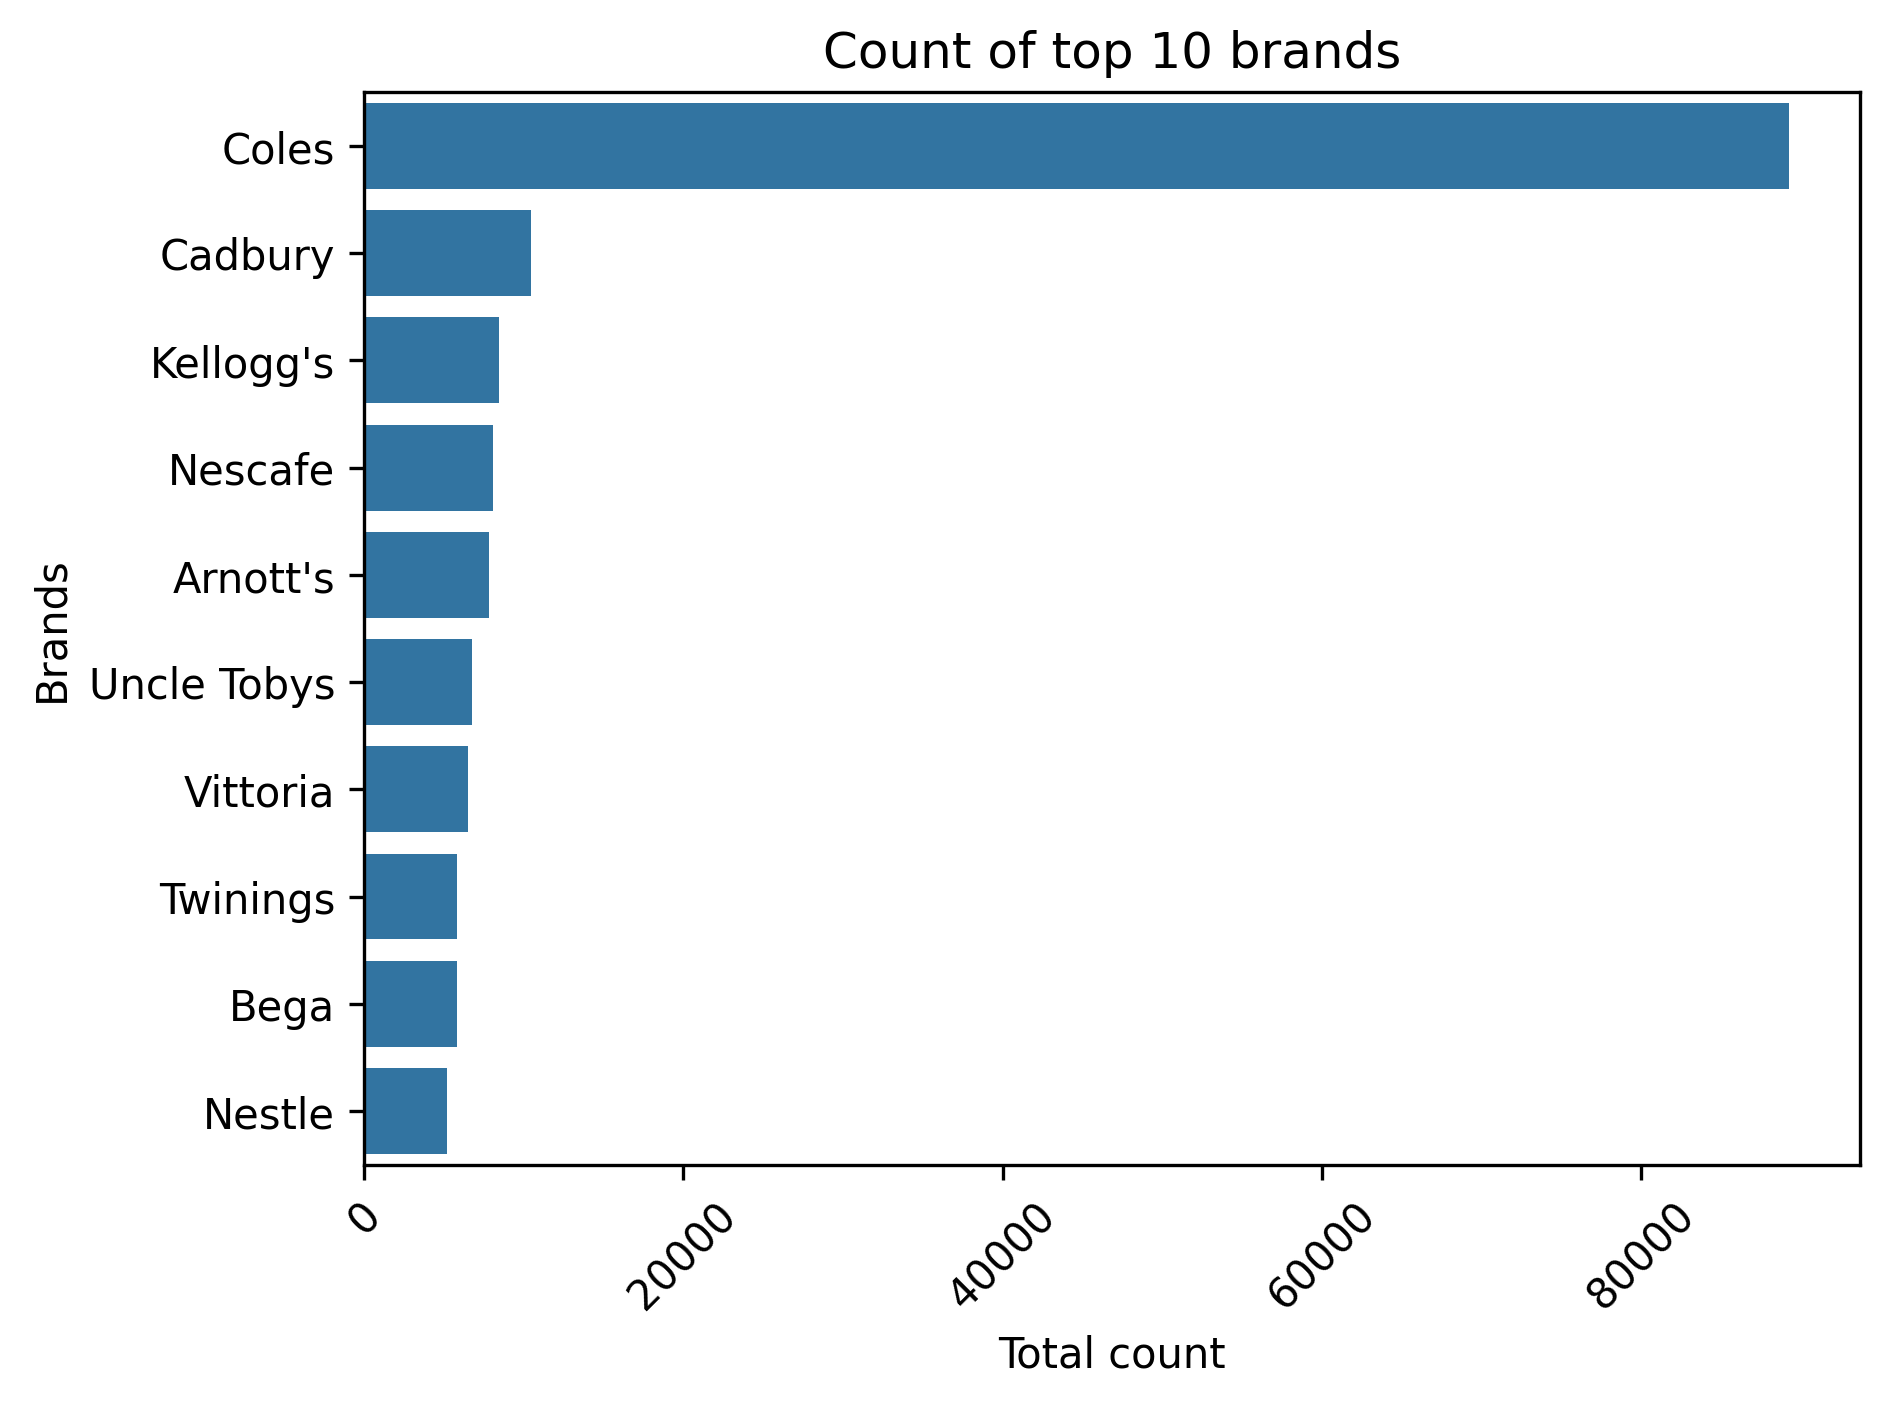 Count of top 10 brands
Coles
Cadbury
Kellogg's
Nescafe
Arnott's
Uncle Tobys
Vittoria
Twinings
Bega
Nestle
Brands
0
20000
40000
60000
80000
Total count